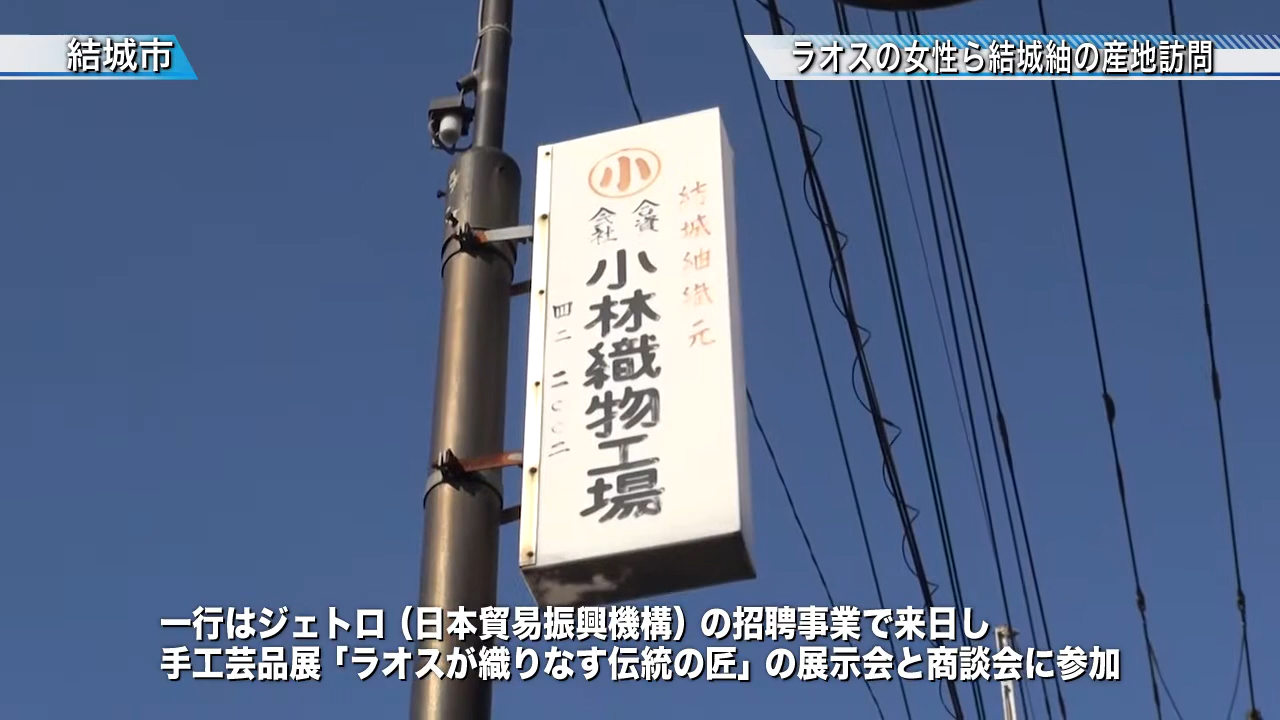 結城市
ラオスの女性ら結城紬の産地訪問
小
結城紬織元
合資
会社
小林織物工場
四二 二〇〇二
一行はジェトロ（日本貿易振興機構）の招聘事業で来日し
手工芸品展「ラオスが織りなす伝統の匠」の展示会と商談会に参加